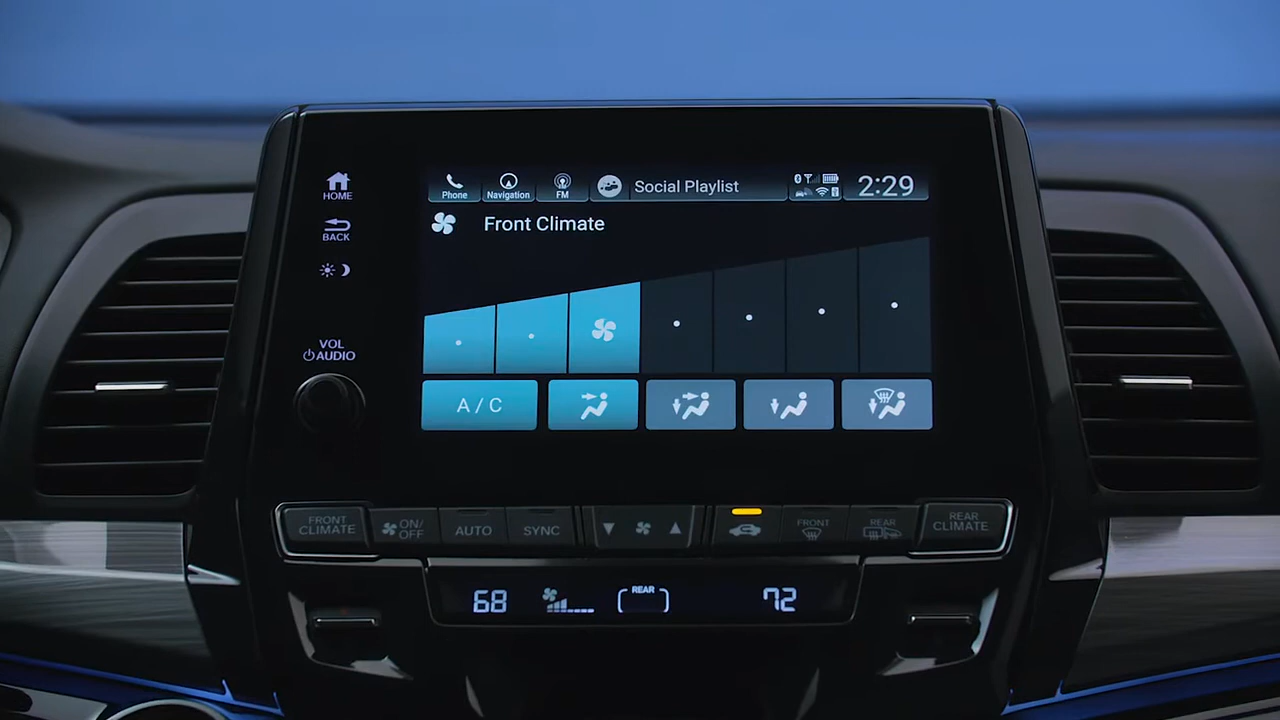 HOME
BACK
VOL
AUDIO
Phone
Navigation
FM
Social Playlist
2:29
Front Climate
A / C
FRONT
CLIMATE
ON/
OFF
AUTO
SYNC
FRONT
REAR
REAR
CLIMATE
68
REAR
72